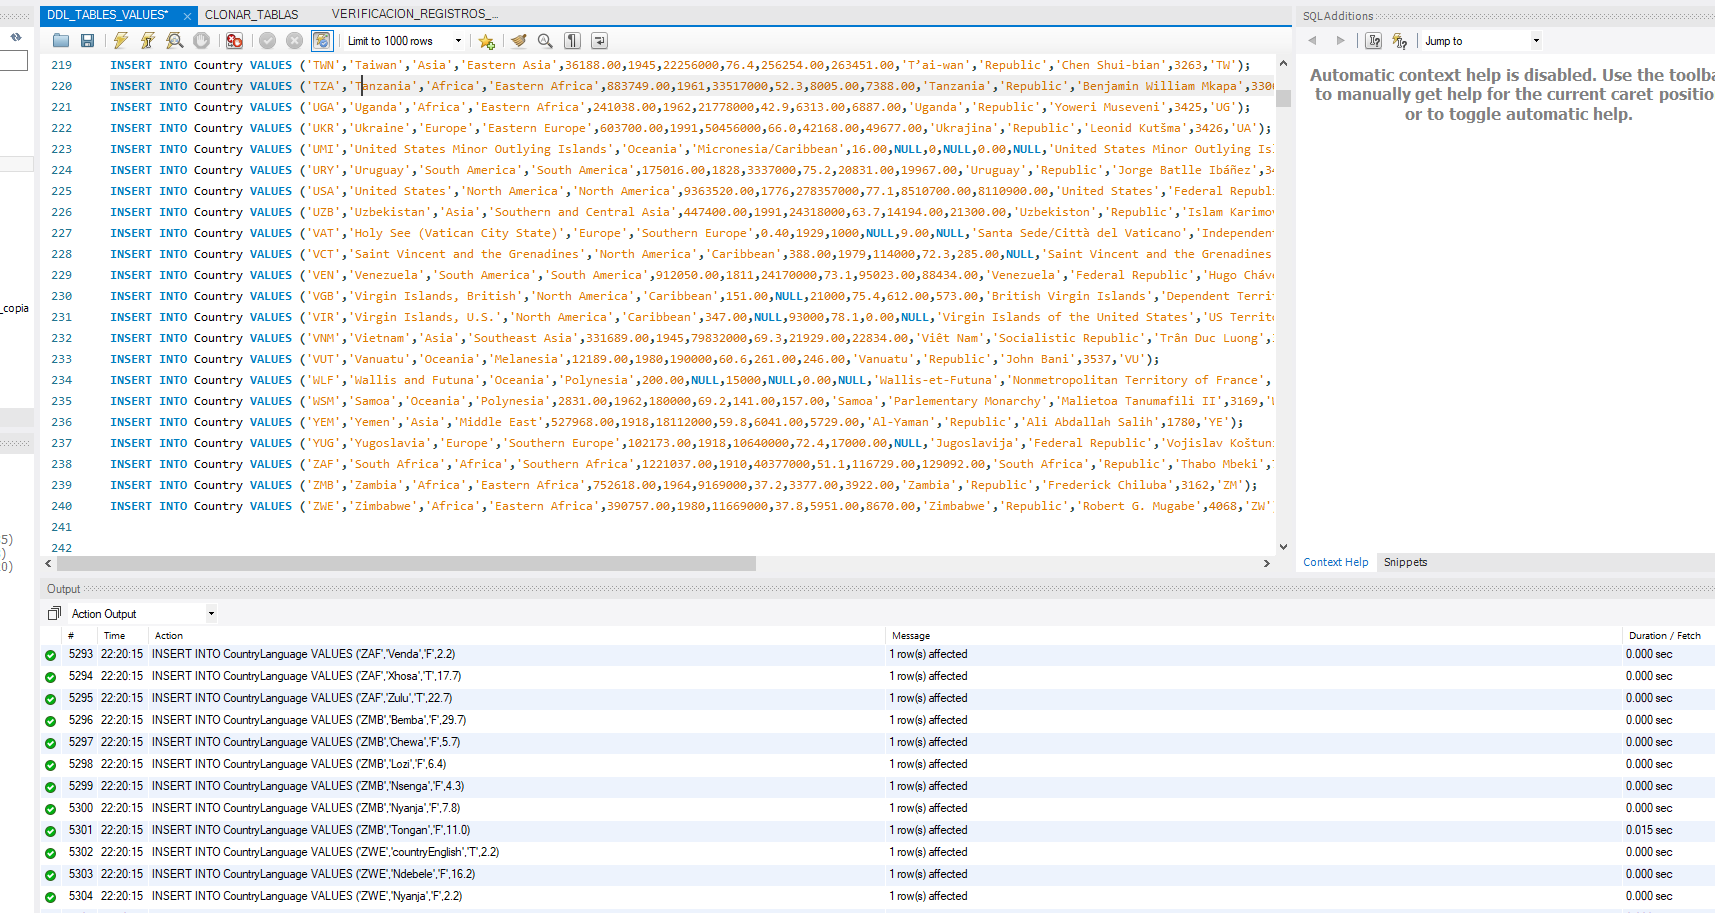 DDL_TABLES_VALUES* CLONAR_TABLAS VERIFICACION_REGISTROS_...
Limit to 1000 rows
219 INSERT INTO Country VALUES ('TWN','Taiwan','Asia','Eastern Asia',36188.00,1945,22256000,76.4,256254.00,263451.00,'T’ai-wan','Republic','Chen Shui-bian',3263,'TW');
220 INSERT INTO Country VALUES ('TZA','Tanzania','Africa','Eastern Africa',883749.00,1961,33517000,52.3,8005.00,7388.00,'Tanzania','Republic','Benjamin William Mkapa',330
221 INSERT INTO Country VALUES ('UGA','Uganda','Africa','Eastern Africa',241038.00,1962,21778000,42.9,6313.00,6887.00,'Uganda','Republic','Yoweri Museveni',3425,'UG');
222 INSERT INTO Country VALUES ('UKR','Ukraine','Europe','Eastern Europe',603700.00,1991,50456000,66.0,42168.00,49677.00,'Ukrajina','Republic','Leonid Kutšma',3426,'UA');
223 INSERT INTO Country VALUES ('UMI','United States Minor Outlying Islands','Oceania','Micronesia/Caribbean',16.00,NULL,0,NULL,0.00,NULL,'United States Minor Outlying Is
224 INSERT INTO Country VALUES ('URY','Uruguay','South America','South America',175016.00,1828,3337000,75.2,20831.00,19967.00,'Uruguay','Republic','Jorge Batlle Ibáñez',3
225 INSERT INTO Country VALUES ('USA','United States','North America','North America',9363520.00,1776,278357000,77.1,8510700.00,8110900.00,'United States','Federal Republi
226 INSERT INTO Country VALUES ('UZB','Uzbekistan','Asia','Southern and Central Asia',447400.00,1991,24318000,63.7,14194.00,21300.00,'Uzbekiston','Republic','Islam Karimov
227 INSERT INTO Country VALUES ('VAT','Holy See (Vatican City State)','Europe','Southern Europe',0.40,1929,1000,NULL,9.00,NULL,'Santa Sede/Città del Vaticano','Independent
228 INSERT INTO Country VALUES ('VCT','Saint Vincent and the Grenadines','North America','Caribbean',388.00,1979,114000,72.3,285.00,NULL,'Saint Vincent and the Grenadines
229 INSERT INTO Country VALUES ('VEN','Venezuela','South America','South America',912050.00,1811,24170000,73.1,95023.00,88434.00,'Venezuela','Federal Republic','Hugo Cháve
230 INSERT INTO Country VALUES ('VGB','Virgin Islands, British','North America','Caribbean',151.00,NULL,21000,75.4,612.00,573.00,'British Virgin Islands','Dependent Terri
231 INSERT INTO Country VALUES ('VIR','Virgin Islands, U.S.','North America','Caribbean',347.00,NULL,93000,78.1,0.00,NULL,'Virgin Islands of the United States','US Territo
232 INSERT INTO Country VALUES ('VNM','Vietnam','Asia','Southeast Asia',331689.00,1945,79832000,69.3,21929.00,22834.00,'Viêt Nam','Socialistic Republic','Trân Duc Luong',
233 INSERT INTO Country VALUES ('VUT','Vanuatu','Oceania','Melanesia',12189.00,1980,190000,60.6,261.00,246.00,'Vanuatu','Republic','John Bani',3537,'VU');
234 INSERT INTO Country VALUES ('WLF','Wallis and Futuna','Oceania','Polynesia',200.00,NULL,15000,NULL,0.00,NULL,'Wallis-et-Futuna','Nonmetropolitan Territory of France',
235 INSERT INTO Country VALUES ('WSM','Samoa','Oceania','Polynesia',2831.00,1962,180000,69.2,141.00,157.00,'Samoa','Parlementary Monarchy','Malietoa Tanumafili II',3169,'W
236 INSERT INTO Country VALUES ('YEM','Yemen','Asia','Middle East',527968.00,1918,18112000,59.8,6041.00,5729.00,'Al-Yaman','Republic','Ali Abdallah Salih',1780,'YE');
237 INSERT INTO Country VALUES ('YUG','Yugoslavia','Europe','Southern Europe',102173.00,1918,10640000,72.4,17000.00,NULL,'Jugoslavija','Federal Republic','Vojislav Koštuni
238 INSERT INTO Country VALUES ('ZAF','South Africa','Africa','Southern Africa',1221037.00,1910,40377000,51.1,116729.00,129092.00,'South Africa','Republic','Thabo Mbeki',
239 INSERT INTO Country VALUES ('ZMB','Zambia','Africa','Eastern Africa',752618.00,1964,9169000,37.2,3377.00,3922.00,'Zambia','Republic','Frederick Chiluba',3162,'ZM');
240 INSERT INTO Country VALUES ('ZWE','Zimbabwe','Africa','Eastern Africa',390757.00,1980,11669000,37.8,5951.00,8670.00,'Zimbabwe','Republic','Robert G. Mugabe',4068,'ZW'
241
242
_copia
5)
)
0)
SQLAdditions
Jump to
Automatic context help is disabled. Use the toolba
to manually get help for the current caret positio
or to toggle automatic help.
Context Help Snippets
Output
Action Output
# Time Action Message Duration / Fetch
5293 22:20:15 INSERT INTO CountryLanguage VALUES ('ZAF','Venda','F',2.2) 1 row(s) affected 0.000 sec
5294 22:20:15 INSERT INTO CountryLanguage VALUES ('ZAF','Xhosa','T',17.7) 1 row(s) affected 0.000 sec
5295 22:20:15 INSERT INTO CountryLanguage VALUES ('ZAF','Zulu','T',22.7) 1 row(s) affected 0.000 sec
5296 22:20:15 INSERT INTO CountryLanguage VALUES ('ZMB','Bemba','F',29.7) 1 row(s) affected 0.000 sec
5297 22:20:15 INSERT INTO CountryLanguage VALUES ('ZMB','Chewa','F',5.7) 1 row(s) affected 0.000 sec
5298 22:20:15 INSERT INTO CountryLanguage VALUES ('ZMB','Lozi','F',6.4) 1 row(s) affected 0.000 sec
5299 22:20:15 INSERT INTO CountryLanguage VALUES ('ZMB','Nsenga','F',4.3) 1 row(s) affected 0.000 sec
5300 22:20:15 INSERT INTO CountryLanguage VALUES ('ZMB','Nyanja','F',7.8) 1 row(s) affected 0.000 sec
5301 22:20:15 INSERT INTO CountryLanguage VALUES ('ZMB','Tongan','F',11.0) 1 row(s) affected 0.015 sec
5302 22:20:15 INSERT INTO CountryLanguage VALUES ('ZWE','countryEnglish','T',2.2) 1 row(s) affected 0.000 sec
5303 22:20:15 INSERT INTO CountryLanguage VALUES ('ZWE','Ndebele','F',16.2) 1 row(s) affected 0.000 sec
5304 22:20:15 INSERT INTO CountryLanguage VALUES ('ZWE','Nyanja','F',2.2) 1 row(s) affected 0.000 sec